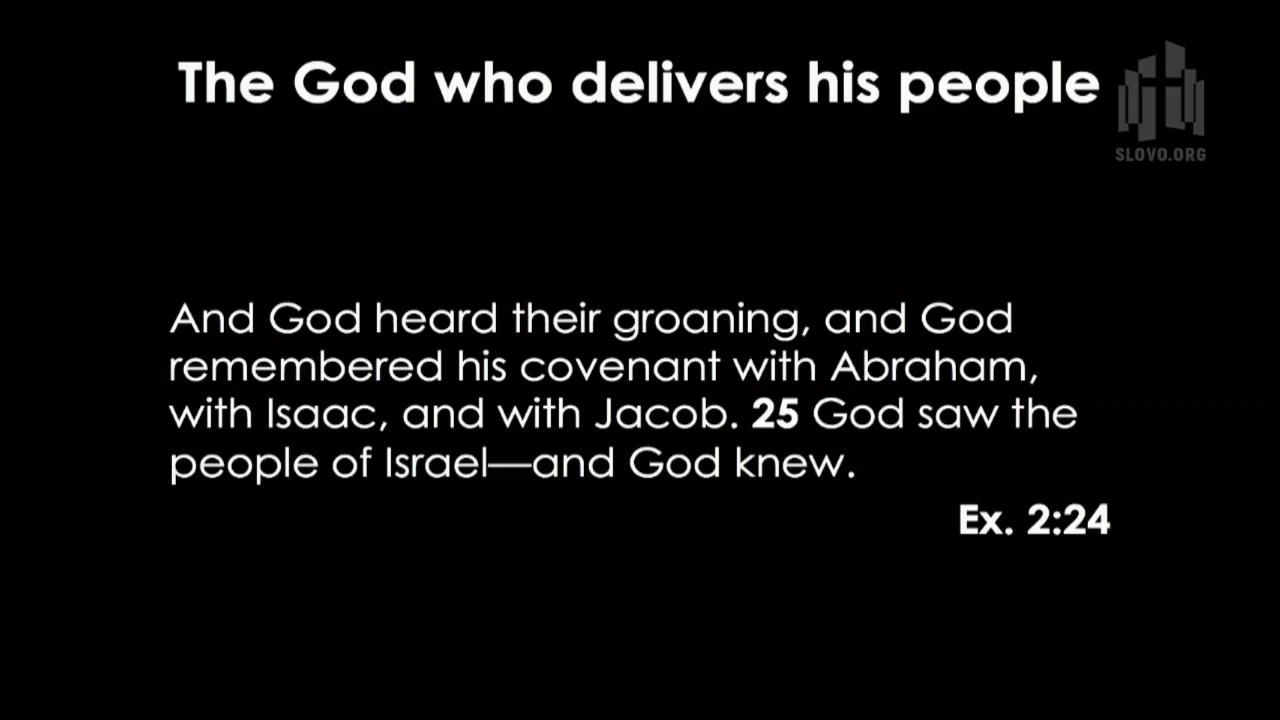 The God who delivers his people
SLOVO.ORG
And God heard their groaning, and God
remembered his covenant with Abraham,
with Isaac, and with Jacob. 25 God saw the
people of Israel—and God knew.
Ex. 2:24